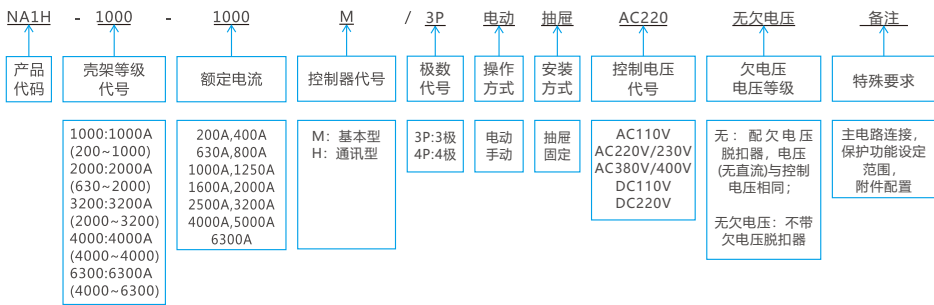 NA1H - 1000 - 1000 M / 3P 电动 抽屉 AC220 无欠电压 备注
产品
代码
壳架等级
代号
额定电流
控制器代号
极数
代号
操作
方式
安装
方式
控制电压
代号
欠电压
电压等级
特殊要求
1000:1000A
(200~1000)
2000:2000A
(630~2000)
3200:3200A
(2000~3200)
4000:4000A
(4000~4000)
6300:6300A
(4000~6300)
200A,400A
630A,800A
1000A,1250A
1600A,2000A
2500A,3200A
4000A,5000A
6300A
M：基本型
H：通讯型
3P:3极
4P:4极
电动
手动
抽屉
固定
AC110V
AC220V/230V
AC380V/400V
DC110V
DC220V
无：配欠电压
脱扣器，电压
(无直流)与控制
电压相同；
无欠电压：不带
欠电压脱扣器
主电路连接，
保护功能设定
范围，
附件配置